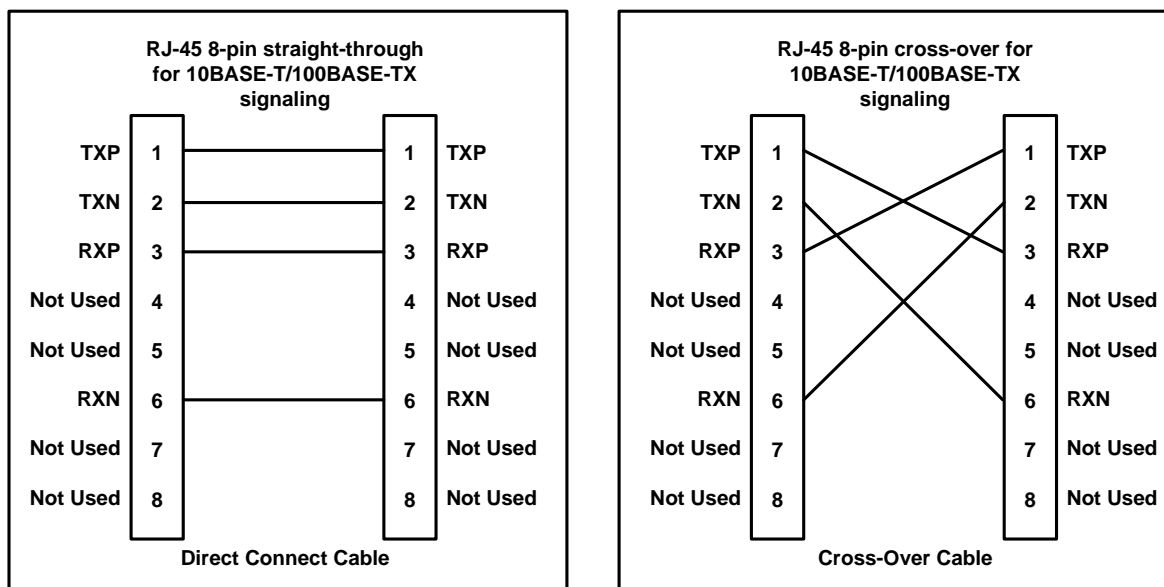 RJ-45 8-pin straight-through
for 10BASE-T/100BASE-TX
signaling
TXP 1 1 TXP
TXN 2 2 TXN
RXP 3 3 RXP
Not Used 4 4 Not Used
Not Used 5 5 Not Used
RXN 6 6 RXN
Not Used 7 7 Not Used
Not Used 8 8 Not Used
Direct Connect Cable
RJ-45 8-pin cross-over for
10BASE-T/100BASE-TX
signaling
TXP 1 1 TXP
TXN 2 2 TXN
RXP 3 3 RXP
Not Used 4 4 Not Used
Not Used 5 5 Not Used
RXN 6 6 RXN
Not Used 7 7 Not Used
Not Used 8 8 Not Used
Cross-Over Cable